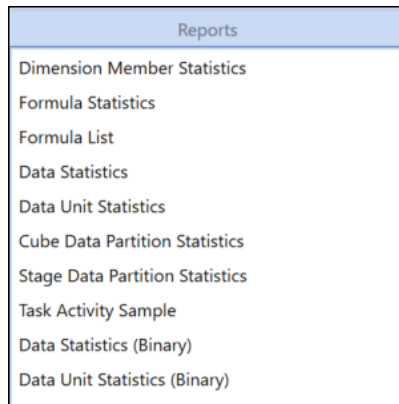 Reports
Dimension Member Statistics
Formula Statistics
Formula List
Data Statistics
Data Unit Statistics
Cube Data Partition Statistics
Stage Data Partition Statistics
Task Activity Sample
Data Statistics (Binary)
Data Unit Statistics (Binary)